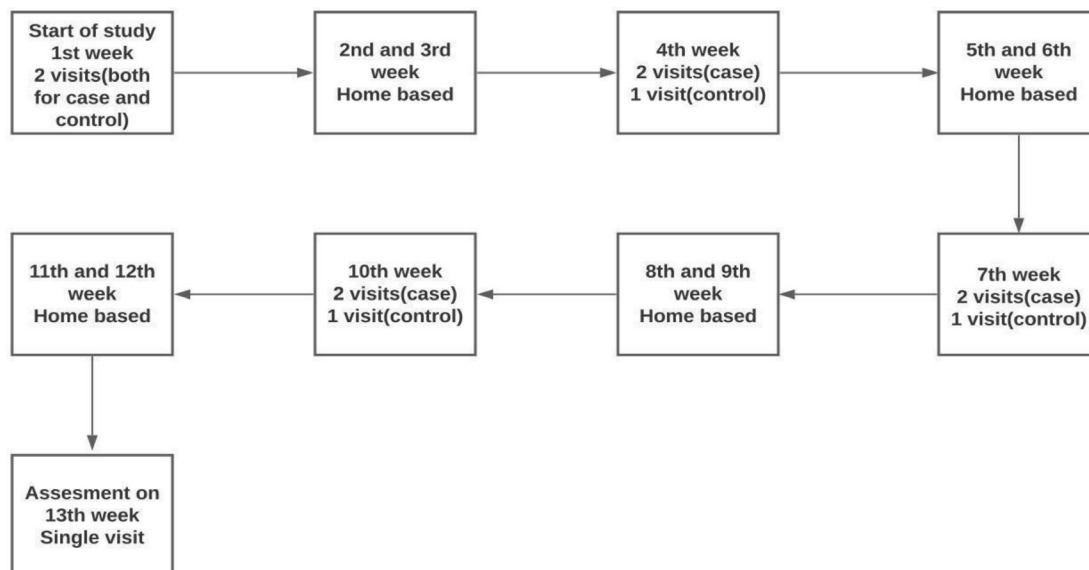 Start of study
1st week
2 visits(both
for case and
control)
2nd and 3rd
week
Home based
4th week
2 visits(case)
1 visit(control)
5th and 6th
week
Home based
7th week
2 visits(case)
1 visit(control)
8th and 9th
week
Home based
10th week
2 visits(case)
1 visit(control)
11th and 12th
week
Home based
Assesment on
13th week
Single visit